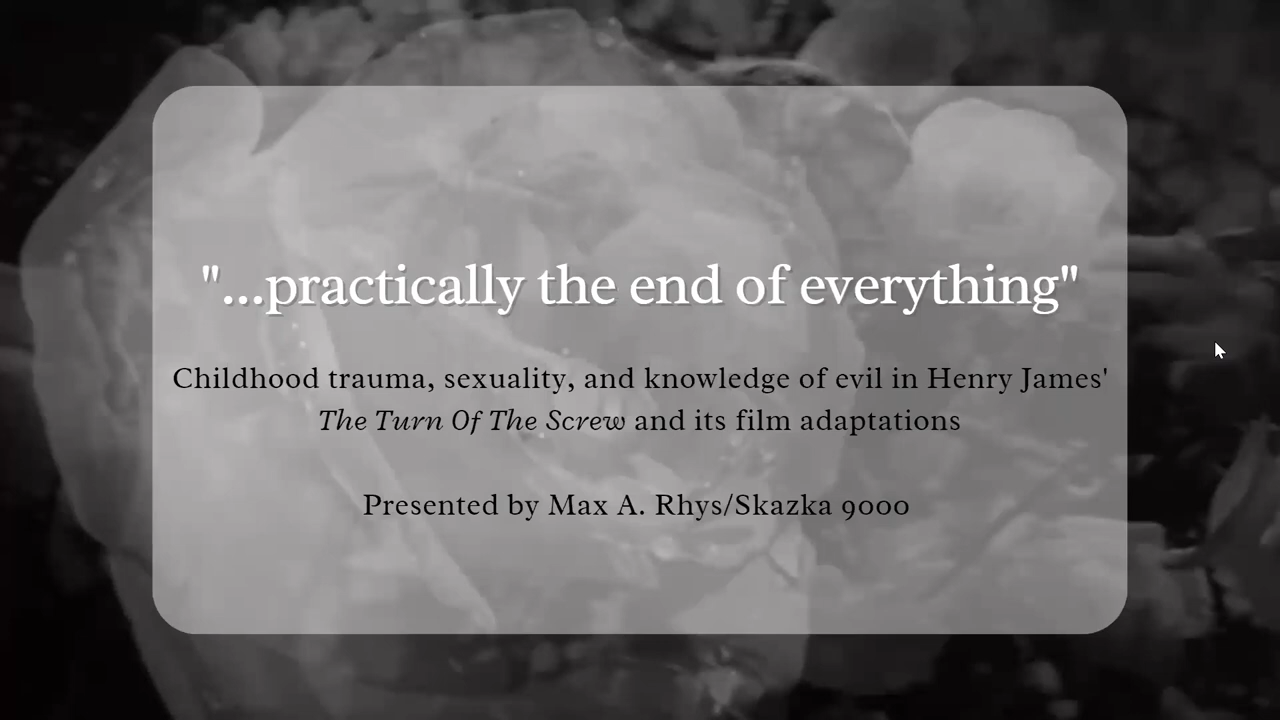 "...practically the end of everything"
Childhood trauma, sexuality, and knowledge of evil in Henry James'
The Turn Of The Screw and its film adaptations
Presented by Max A. Rhys/Skazka 9000